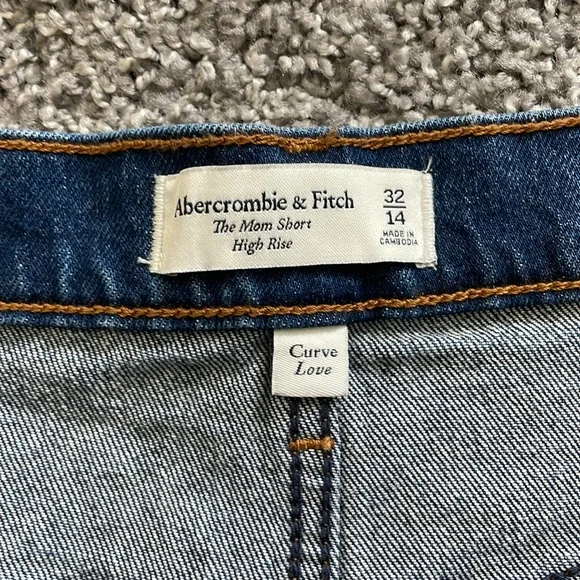 Abercrombie & Fitch
The Mom Short
High Rise
32
14
MADE IN
CAMBODIA
Curve
Love